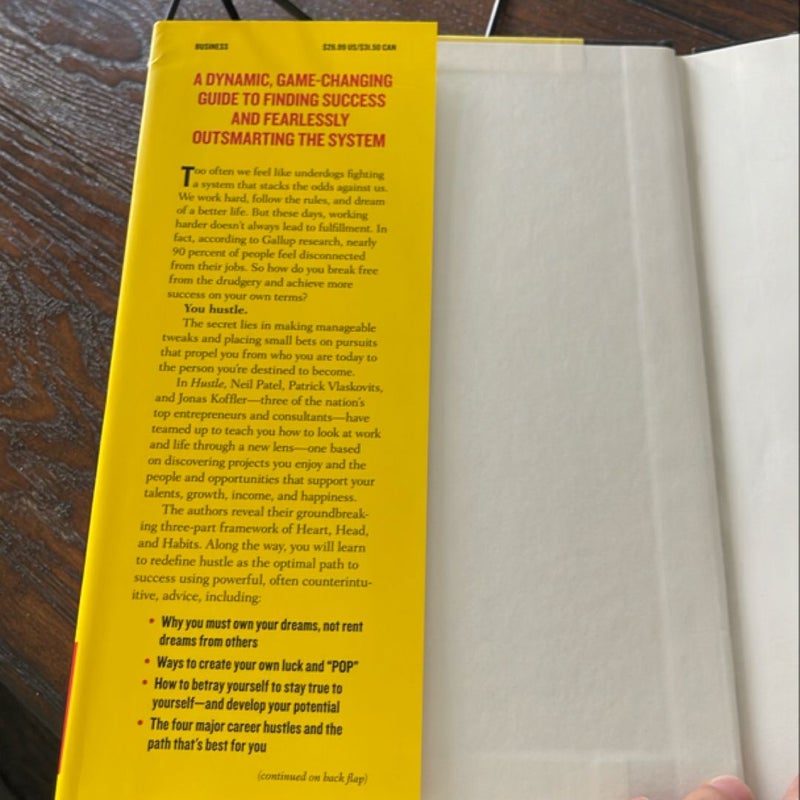 BUSINESS $26.99 US/$31.50 CAN
A DYNAMIC, GAME-CHANGING
GUIDE TO FINDING SUCCESS
AND FEARLESSLY
OUTSMARTING THE SYSTEM
Too often we feel like underdogs fighting
a system that stacks the odds against us.
We work hard, follow the rules, and dream
of a better life. But these days, working
harder doesn't always lead to fulfillment. In
fact, according to Gallup research, nearly
90 percent of people feel disconnected
from their jobs. So how do you break free
from the drudgery and achieve more
success on your own terms?
You hustle.
The secret lies in making manageable
tweaks and placing small bets on pursuits
that propel you from who you are today to
the person you're destined to become.
In Hustle, Neil Patel, Patrick Vlaskovits,
and Jonas Koffler—three of the nation's
top entrepreneurs and consultants—have
teamed up to teach you how to look at work
and life through a new lens—one based
on discovering projects you enjoy and the
people and opportunities that support your
talents, growth, income, and happiness.
The authors reveal their groundbreak-
ing three-part framework of Heart, Head,
and Habits. Along the way, you will learn
to redefine hustle as the optimal path to
success using powerful, often counterintu-
itive, advice, including:
• Why you must own your dreams, not rent
dreams from others
• Ways to create your own luck and "POP"
• How to betray yourself to stay true to
yourself—and develop your potential
• The four major career hustles and the
path that's best for you
(continued on back flap)